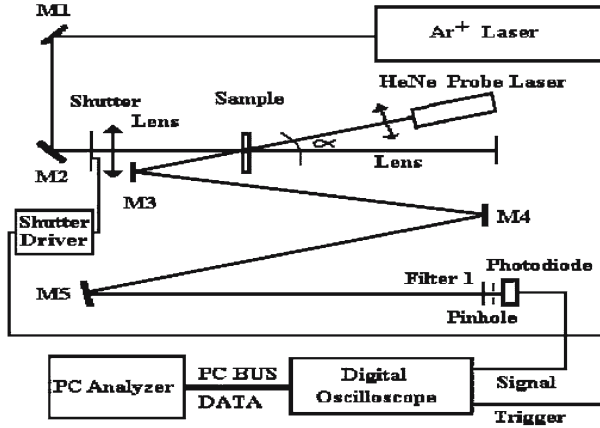 M1
Ar+ Laser
HeNe Probe Laser
Shutter
Sample
Lens
α
Lens
M2
M3
Shutter
Driver
M4
M5
Filter 1
Photodiode
Pinhole
PC Analyzer
PC BUS
DATA
Digital
Oscilloscope
Signal
Trigger